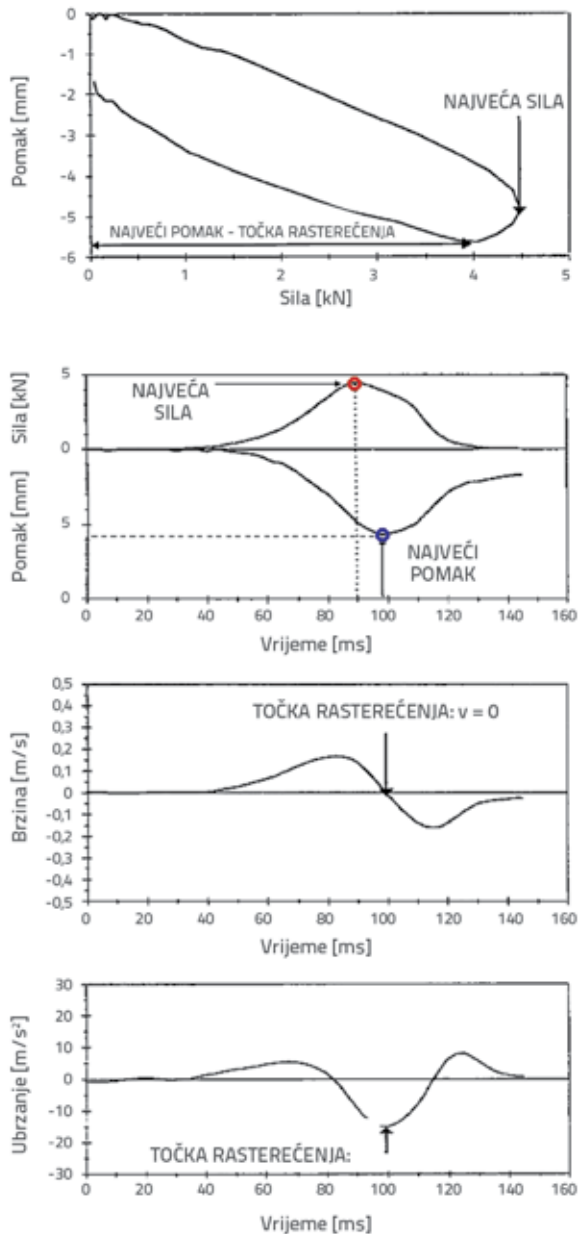 0
-1
-2
-3
-4
-5
-6
Pomak [mm]
NAJVEĆA SILA
NAJVEĆI POMAK - TOČKA RASTEREĆENJA
0 1 2 3 4 5
Sila [kN]
5
0
5
0
Sila [kN]
Pomak [mm]
NAJVEĆA
SILA
NAJVEĆI
POMAK
0 20 40 60 80 100 120 140 160
Vrijeme [ms]
0,5
0,4
0,3
0,2
0,1
0
-0,1
-0,2
-0,3
-0,4
-0,5
Brzina [m/s]
TOČKA RASTEREĆENJA: v = 0
0 20 40 60 80 100 120 140 160
Vrijeme [ms]
30
20
10
0
-10
-20
-30
Ubrzanje [m/s²]
TOČKA RASTEREĆENJA:
0 20 40 60 80 100 120 140 160
Vrijeme [ms]